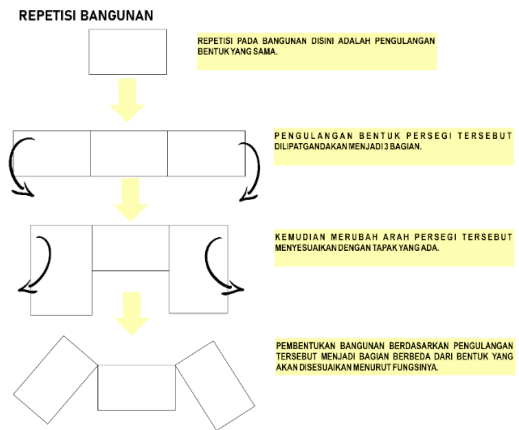 REPETISI BANGUNAN
REPETISI PADA BANGUNAN DISINI ADALAH PENGULANGAN
BENTUK YANG SAMA.
PENGULANGAN BENTUK PERSEGI TERSEBUT
DILIPATGANDAKAN MENJADI 3 BAGIAN.
KEMUDIAN MERUBAH ARAH PERSEGI TERSEBUT
MENYESUAIKAN DENGAN TAPAK YANG ADA.
PEMBENTUKAN BANGUNAN BERDASARKAN PENGULANGAN
TERSEBUT MENJADI BAGIAN BERBEDA DARI BENTUK YANG
AKAN DISESUAIKAN MENURUT FUNGSINYA.